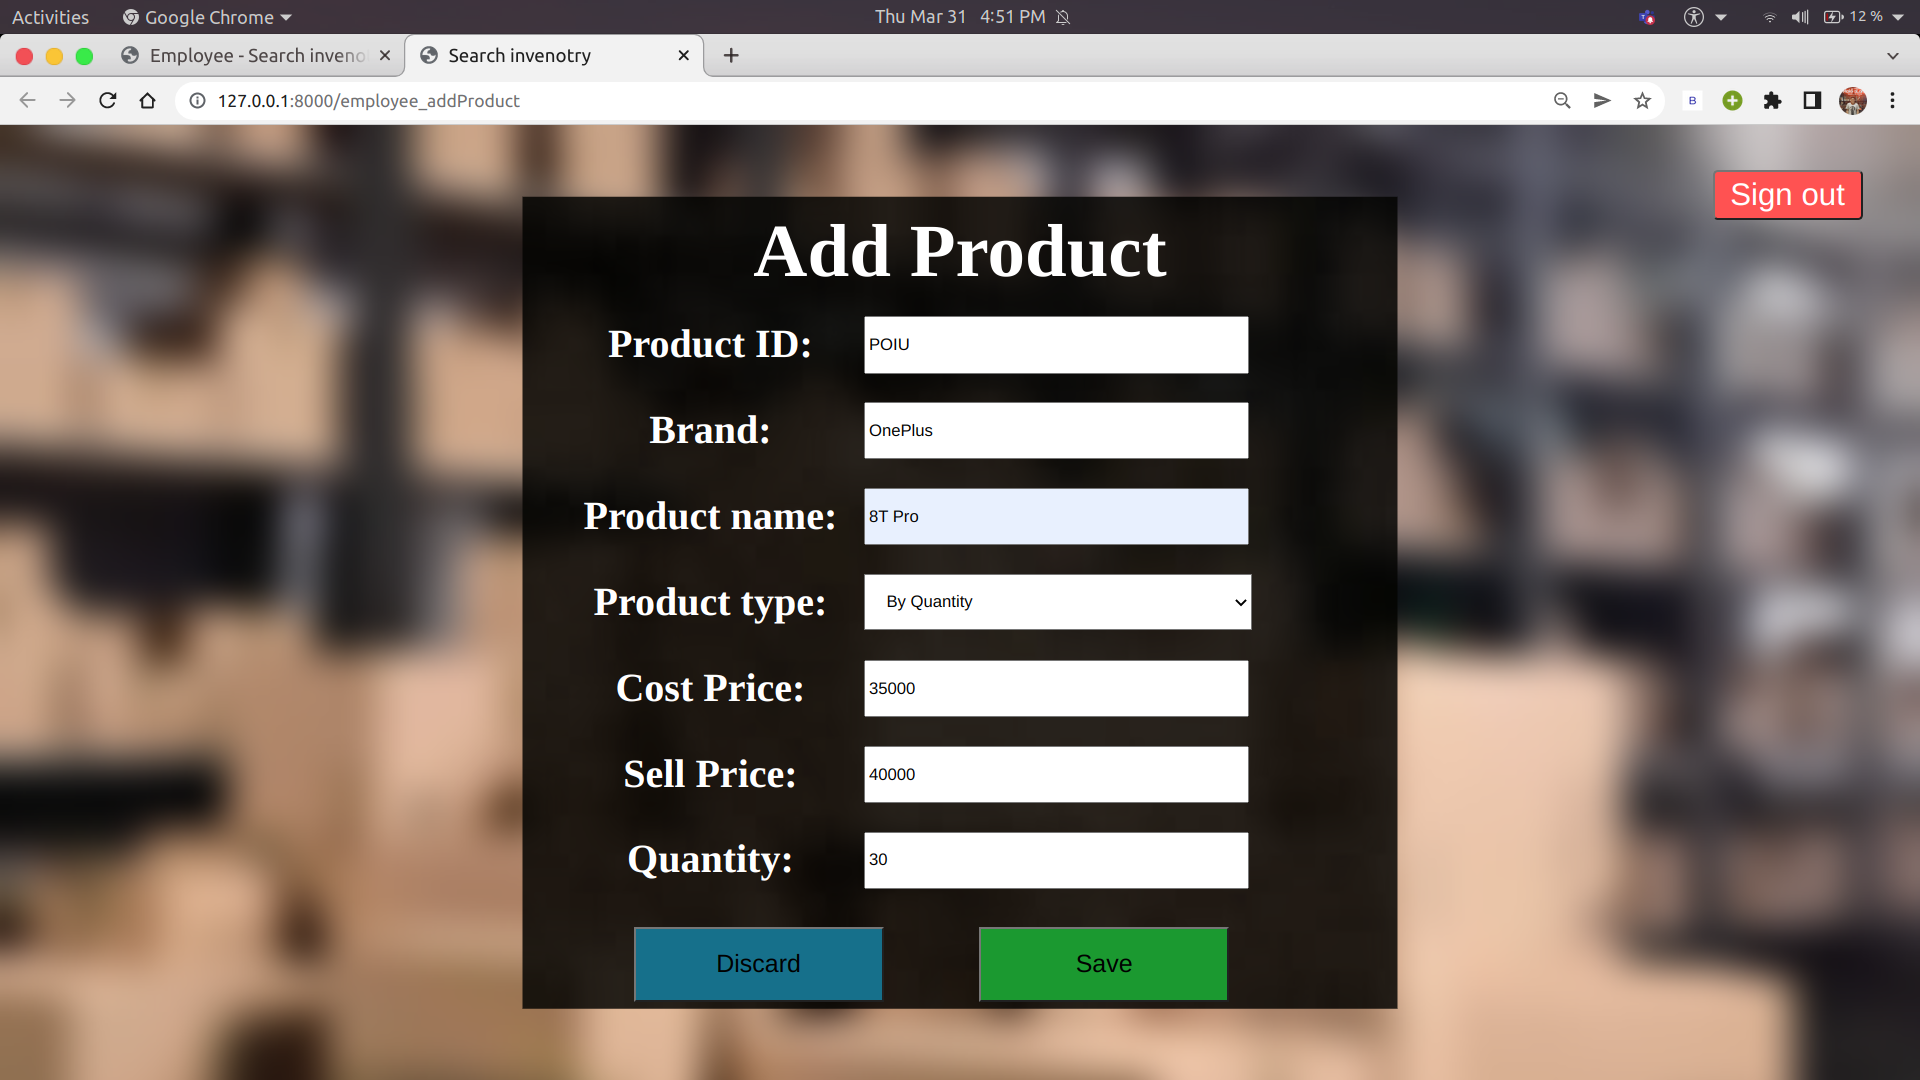 Activities Google Chrome Thu Mar 31 4:51 PM 12 %
Employee - Search inveno Search invenotry
127.0.0.1:8000/employee_addProduct B
Sign out
Add Product
Product ID: POIU
Brand: OnePlus
Product name: 8T Pro
Product type: By Quantity
Cost Price: 35000
Sell Price: 40000
Quantity: 30
Discard Save